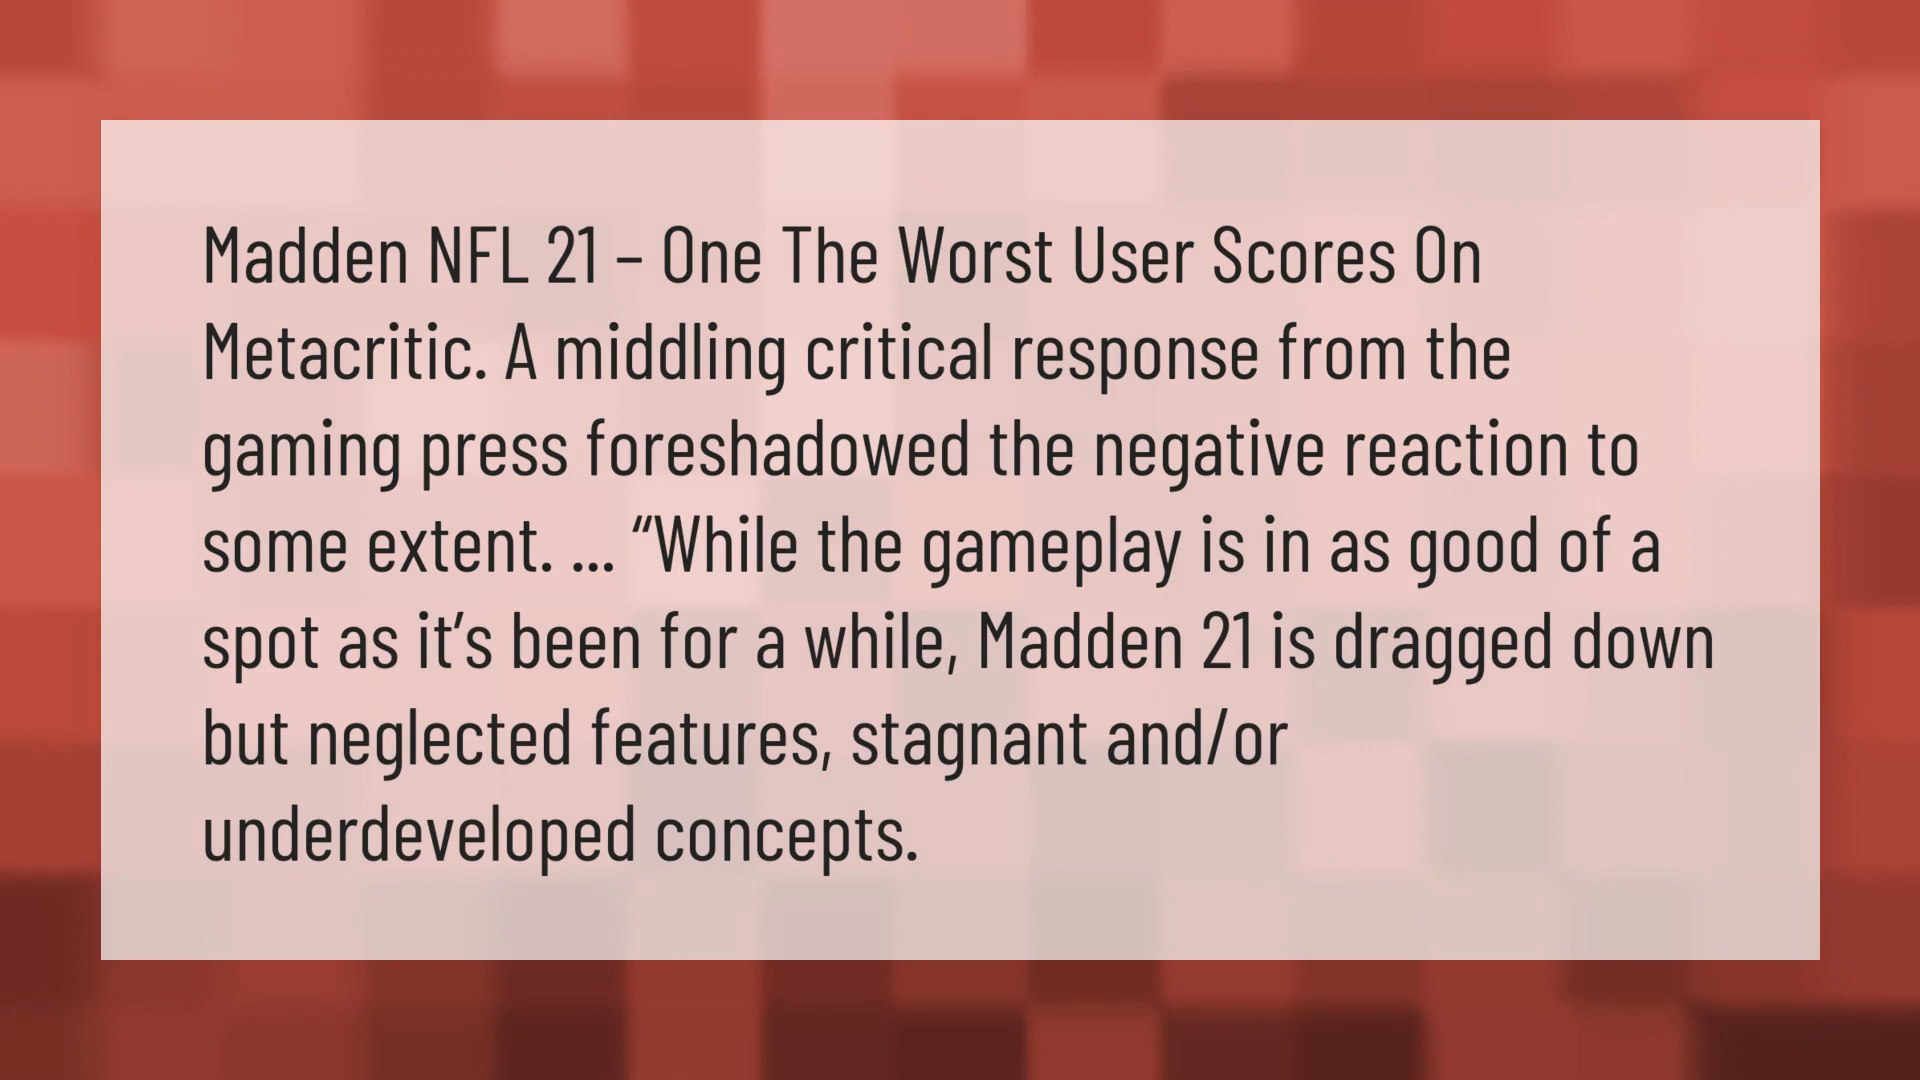 Madden NFL 21 – One The Worst User Scores On
Metacritic. A middling critical response from the
gaming press foreshadowed the negative reaction to
some extent. ... “While the gameplay is in as good of a
spot as it’s been for a while, Madden 21 is dragged down
but neglected features, stagnant and/or
underdeveloped concepts.